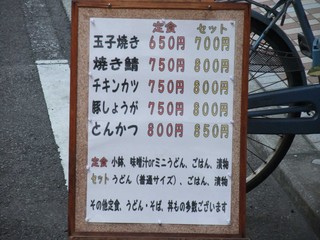 定食 セット
玉子焼き 650円 700円
焼き鯖 750円 800円
チキンカツ 750円 800円
豚しょうが 750円 800円
とんかつ 800円 850円
定食 小鉢、味噌汁orミニうどん、ごはん、漬物
セット うどん（普通サイズ）、ごはん、漬物
その他定食、うどん・そば、丼もの多数ございます